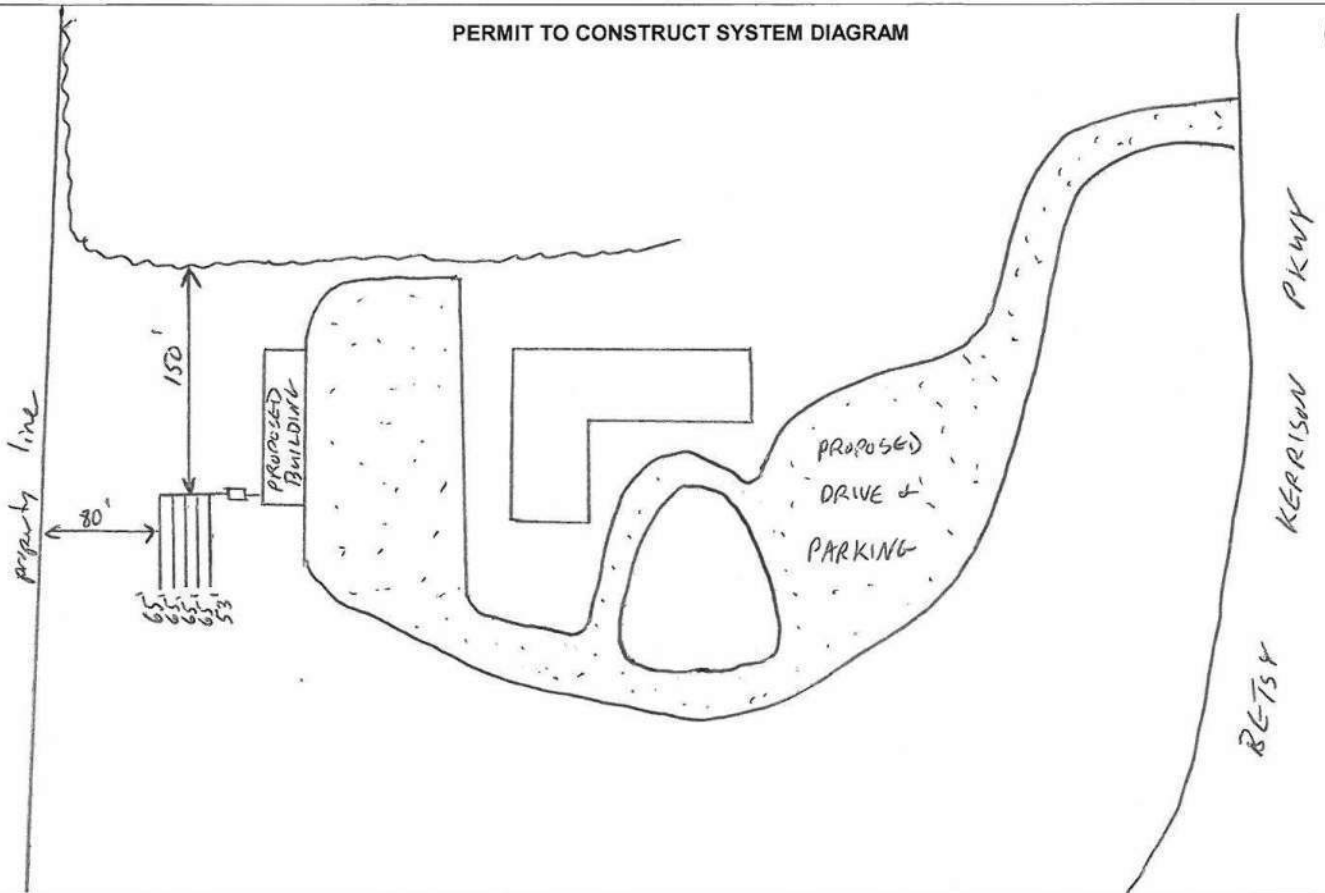 PERMIT TO CONSTRUCT SYSTEM DIAGRAM
property line
150'
80'
65'
65'
65'
65'
53'
PROPOSED
BUILDING
PROPOSED
DRIVE &
PARKING
BETSY KERRISON PKWY